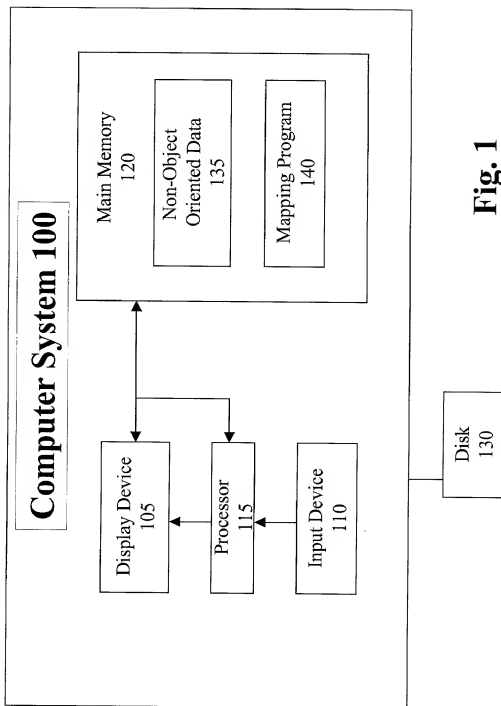 Computer System 100
Display Device
105
Processor
115
Input Device
110
Main Memory
120
Non-Object
Oriented Data
135
Mapping Program
140
Disk
130
Fig. 1